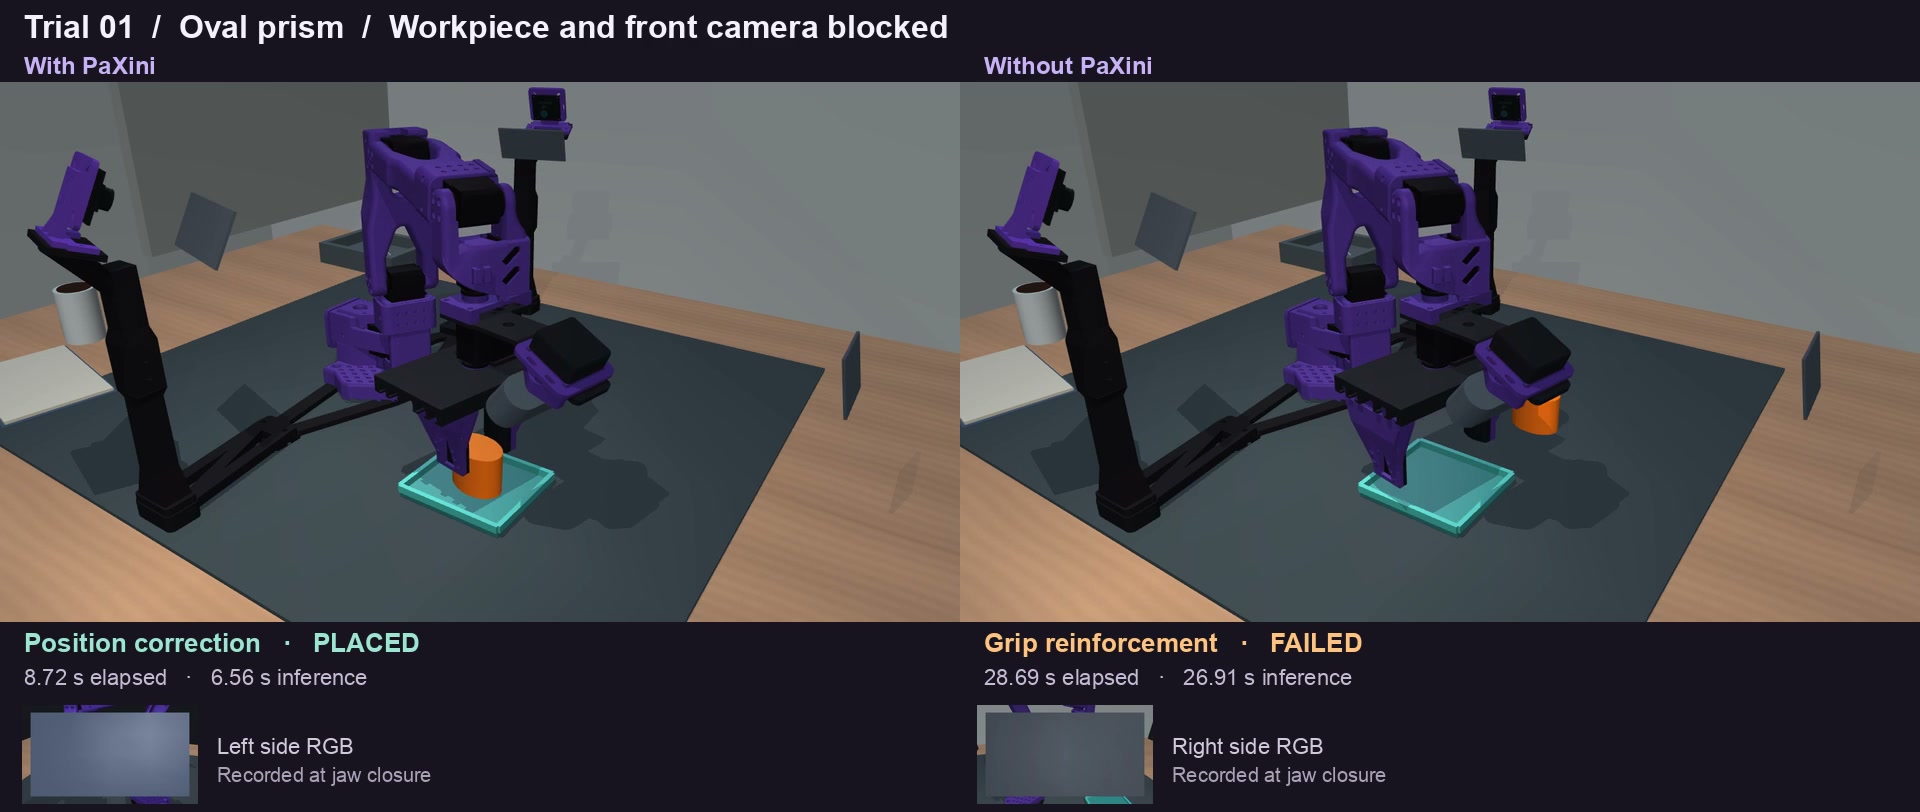 Trial 01 / Oval prism / Workpiece and front camera blocked
With PaXini
Without PaXini
Position correction · PLACED
8.72 s elapsed · 6.56 s inference
Left side RGB
Recorded at jaw closure
Grip reinforcement · FAILED
28.69 s elapsed · 26.91 s inference
Right side RGB
Recorded at jaw closure